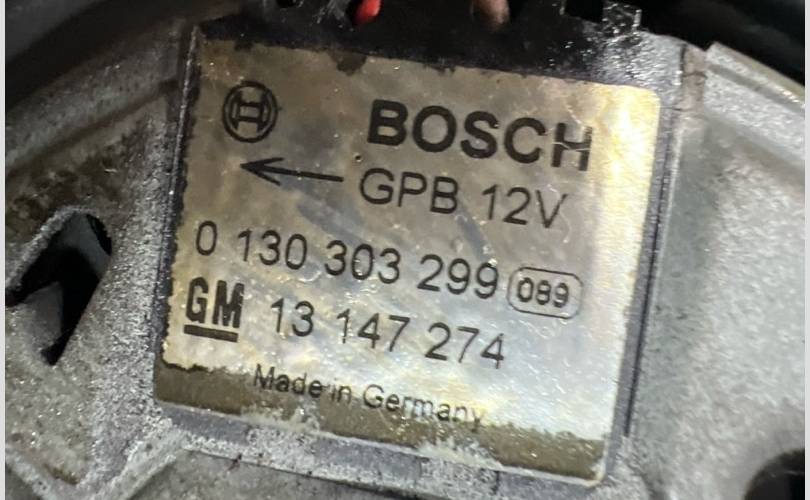 BOSCH
GPB 12V
0 130 303 299 089
GM 13 147 274
Made in Germany